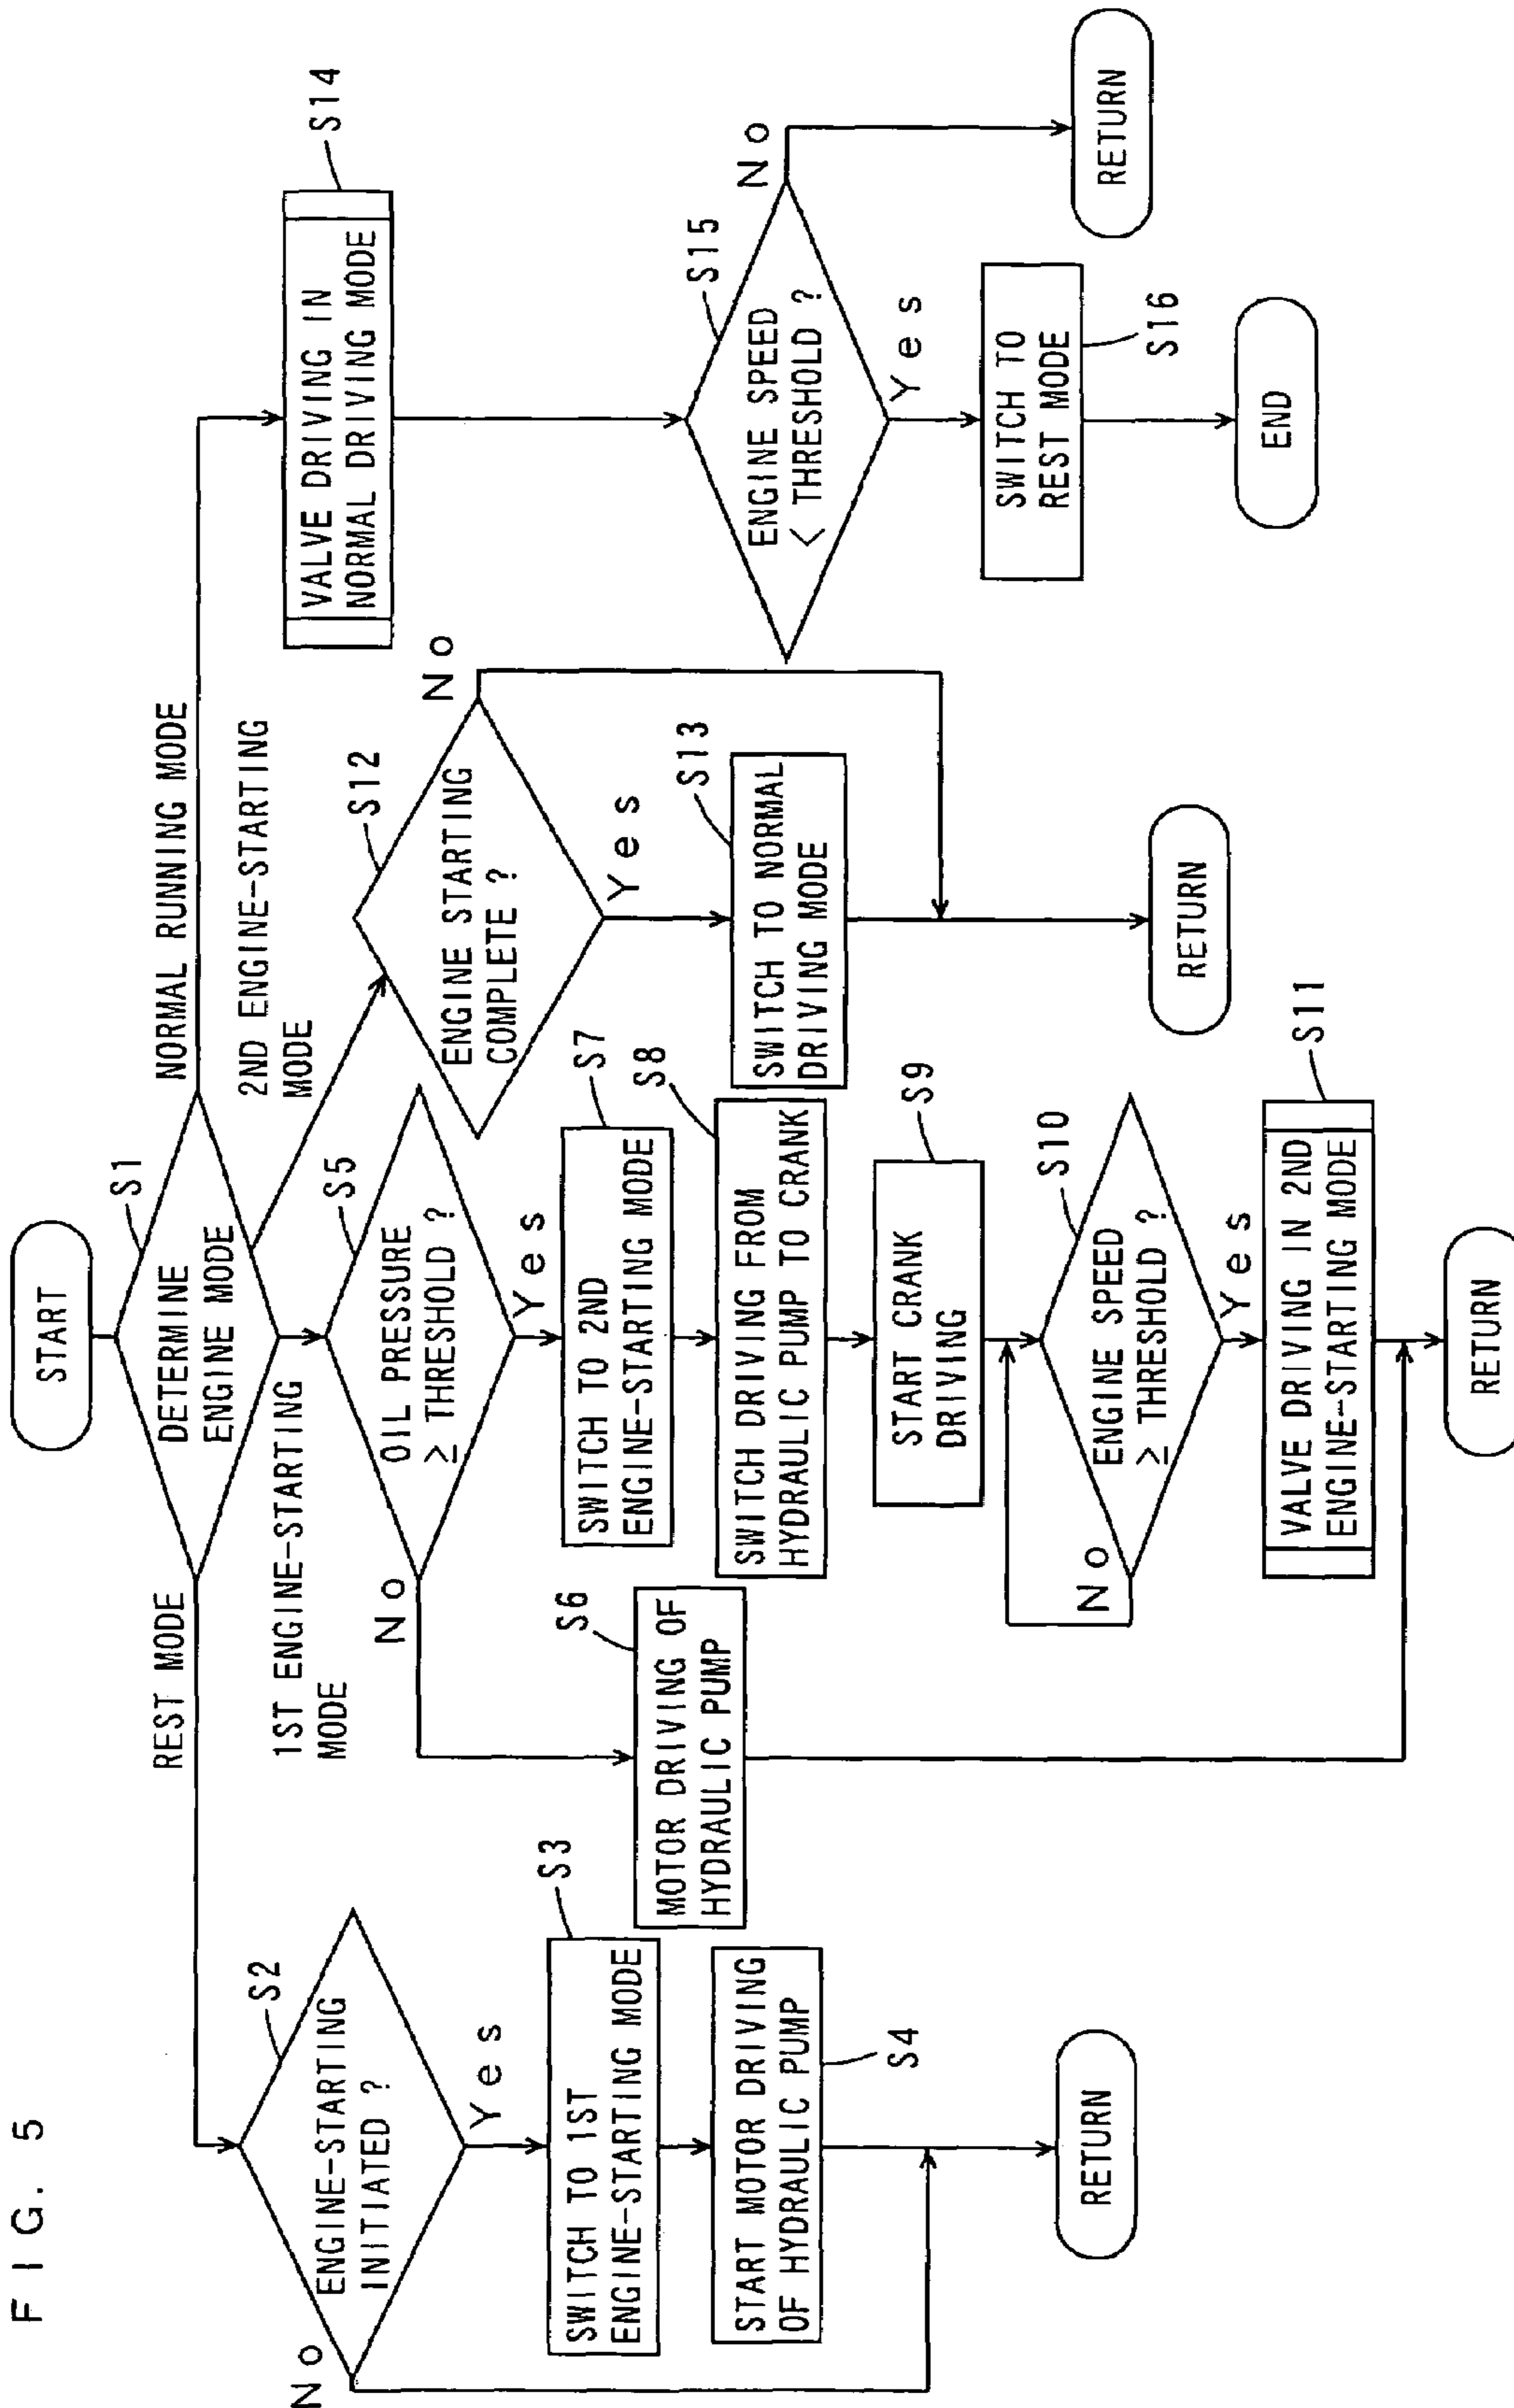 FIG. 5
START
S1
DETERMINE
ENGINE MODE
REST MODE
1ST ENGINE-STARTING
MODE
2ND ENGINE-STARTING
MODE
NORMAL RUNNING MODE
S2
ENGINE-STARTING
INITIATED ?
No
Yes
S3
SWITCH TO 1ST
ENGINE-STARTING MODE
START MOTOR DRIVING
OF HYDRAULIC PUMP
S4
RETURN
S5
OIL PRESSURE
≥ THRESHOLD ?
No
Yes
S6
MOTOR DRIVING OF
HYDRAULIC PUMP
S7
SWITCH TO 2ND
ENGINE-STARTING MODE
S8
SWITCH DRIVING FROM
HYDRAULIC PUMP TO CRANK
S9
START CRANK
DRIVING
S10
ENGINE SPEED
≥ THRESHOLD ?
No
Yes
S11
VALVE DRIVING IN 2ND
ENGINE-STARTING MODE
RETURN
S12
ENGINE STARTING
COMPLETE ?
No
Yes
S13
SWITCH TO NORMAL
DRIVING MODE
RETURN
S14
VALVE DRIVING IN
NORMAL DRIVING MODE
S15
ENGINE SPEED
< THRESHOLD ?
No
Yes
SWITCH TO
REST MODE
S16
END
RETURN